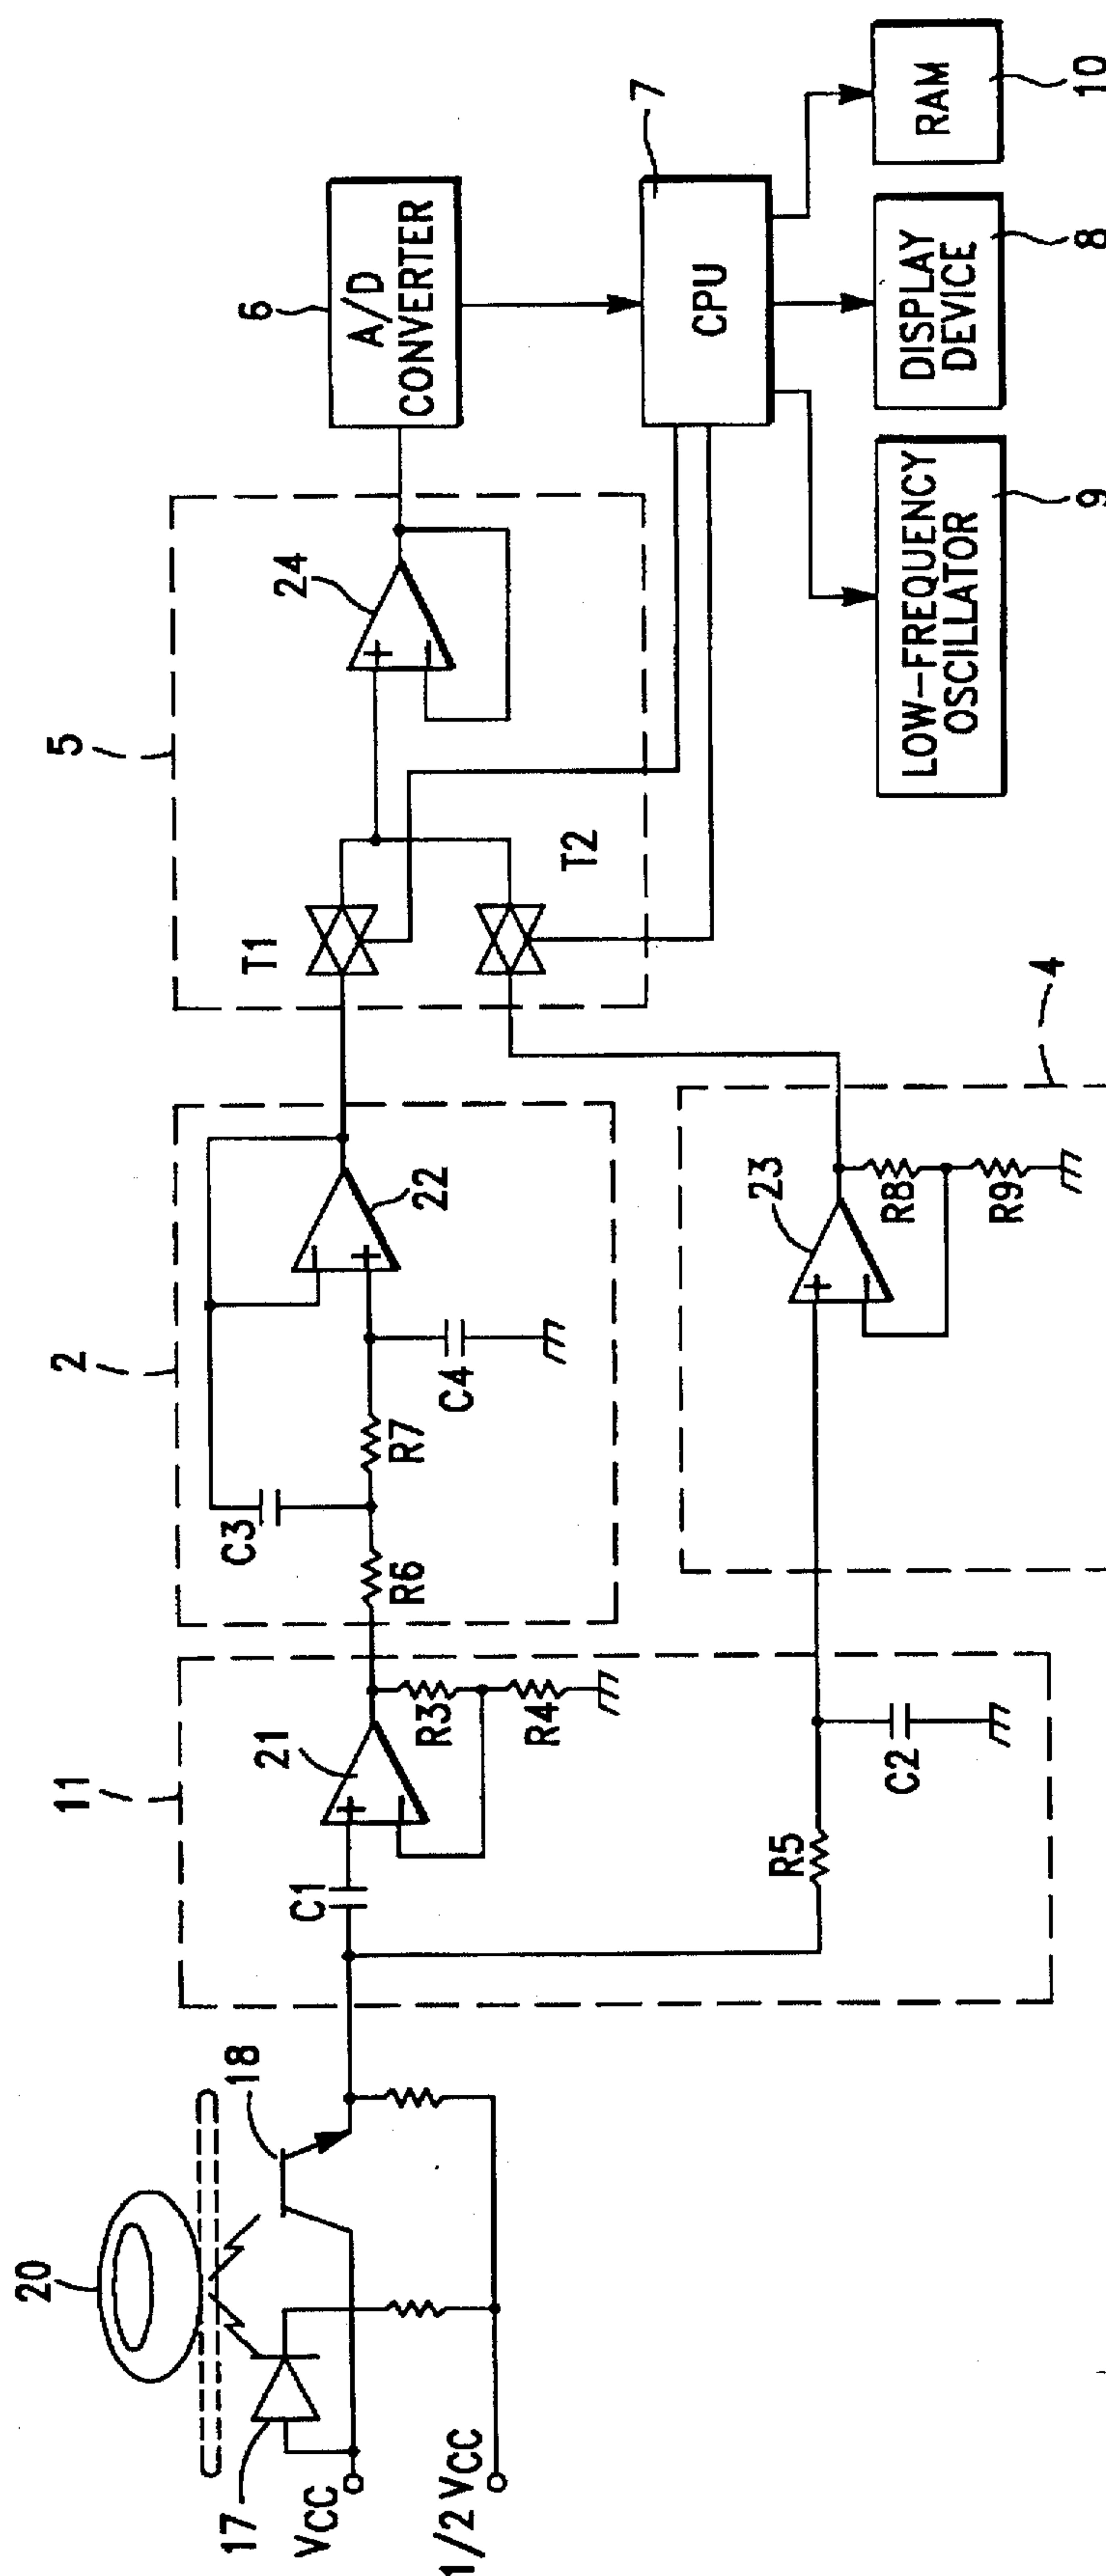 20
17
18
VCC
1/2 VCC
11
C1
21
R3
R4
R5
C2
2
C3
R6
R7
C4
22
4
23
R8
R9
5
T1
T2
24
6
A/D
CONVERTER
7
CPU
LOW-FREQUENCY
OSCILLATOR
9
DISPLAY
DEVICE
8
RAM
10
+
−
−
+
+
−
+
−